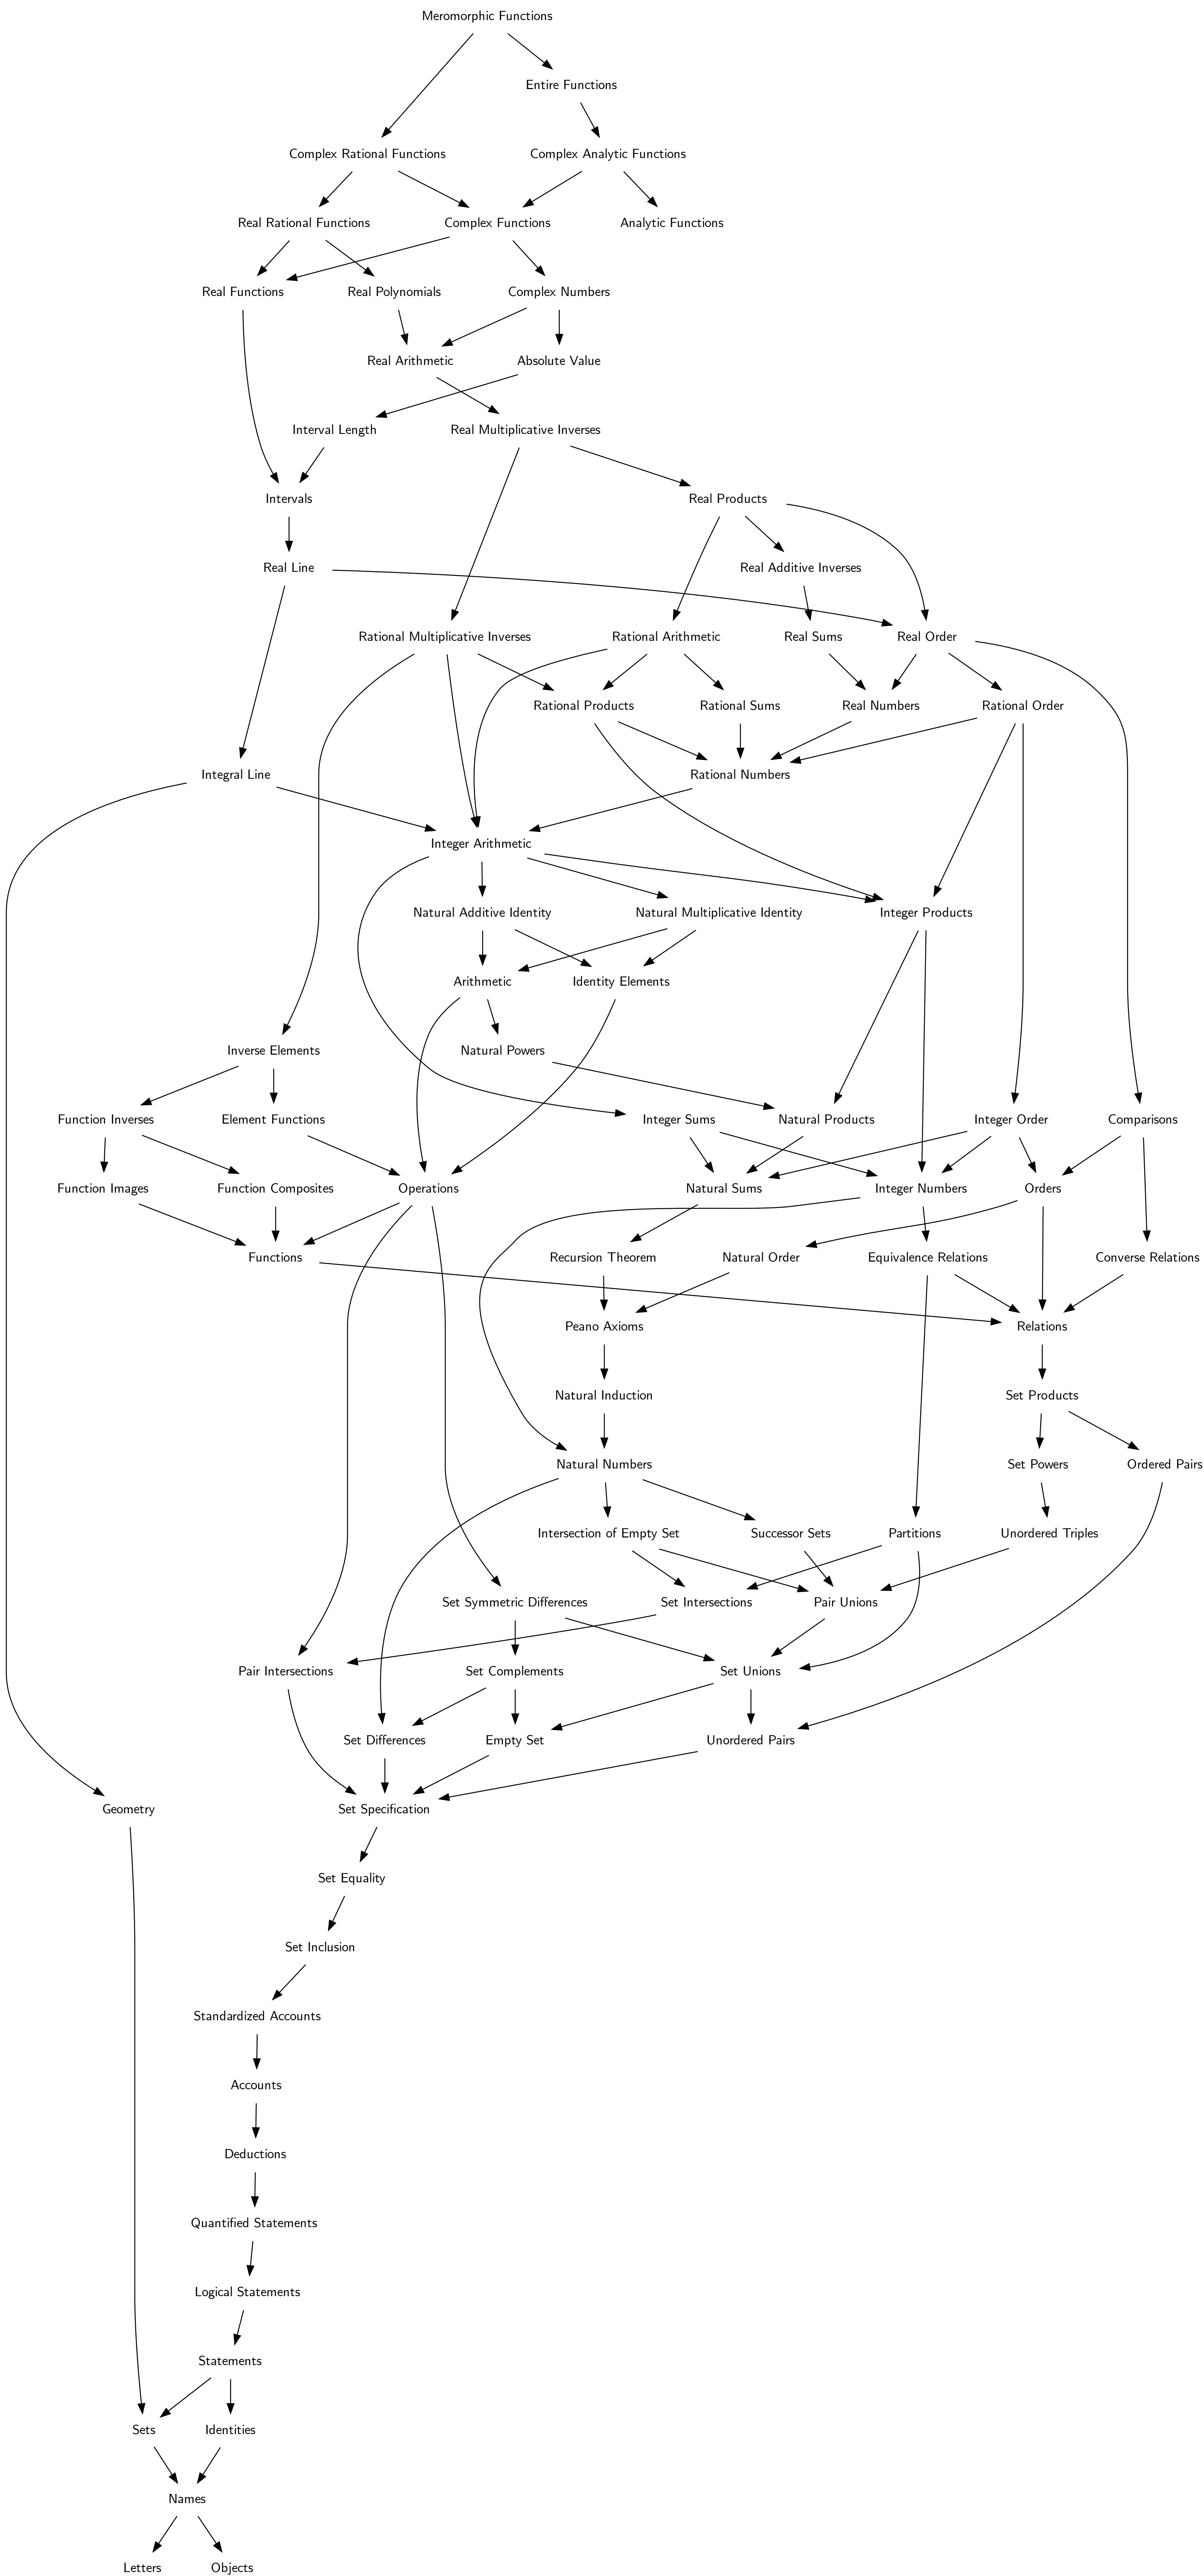 Meromorphic Functions
Entire Functions
Complex Rational Functions
Complex Analytic Functions
Real Rational Functions
Complex Functions
Analytic Functions
Real Functions
Real Polynomials
Complex Numbers
Real Arithmetic
Absolute Value
Interval Length
Real Multiplicative Inverses
Intervals
Real Products
Real Line
Real Additive Inverses
Rational Multiplicative Inverses
Rational Arithmetic
Real Sums
Real Order
Rational Products
Rational Sums
Real Numbers
Rational Order
Integral Line
Rational Numbers
Integer Arithmetic
Natural Additive Identity
Natural Multiplicative Identity
Integer Products
Arithmetic
Identity Elements
Inverse Elements
Natural Powers
Function Inverses
Element Functions
Integer Sums
Natural Products
Integer Order
Comparisons
Function Images
Function Composites
Operations
Natural Sums
Integer Numbers
Orders
Functions
Recursion Theorem
Natural Order
Equivalence Relations
Converse Relations
Peano Axioms
Relations
Natural Induction
Set Products
Natural Numbers
Set Powers
Ordered Pairs
Intersection of Empty Set
Successor Sets
Partitions
Unordered Triples
Set Symmetric Differences
Set Intersections
Pair Unions
Pair Intersections
Set Complements
Set Unions
Set Differences
Empty Set
Unordered Pairs
Geometry
Set Specification
Set Equality
Set Inclusion
Standardized Accounts
Accounts
Deductions
Quantified Statements
Logical Statements
Statements
Sets
Identities
Names
Letters
Objects